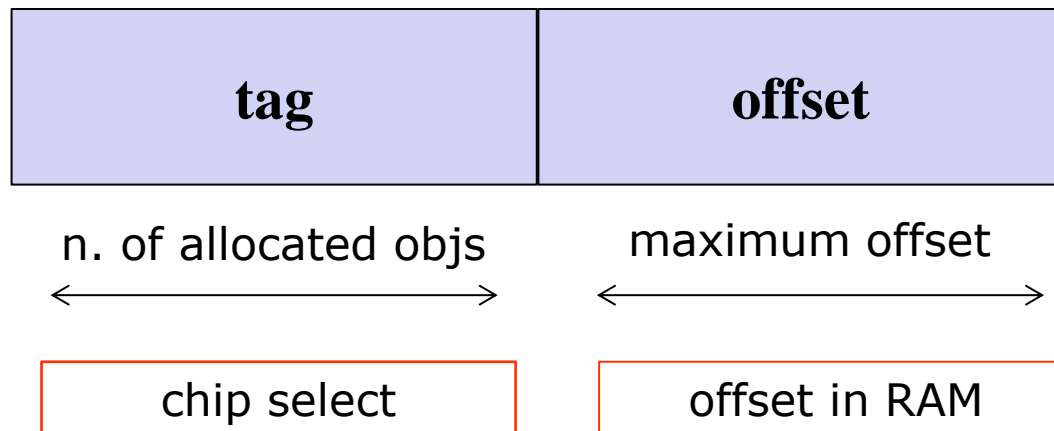 tag offset
n. of allocated objs maximum offset
chip select offset in RAM